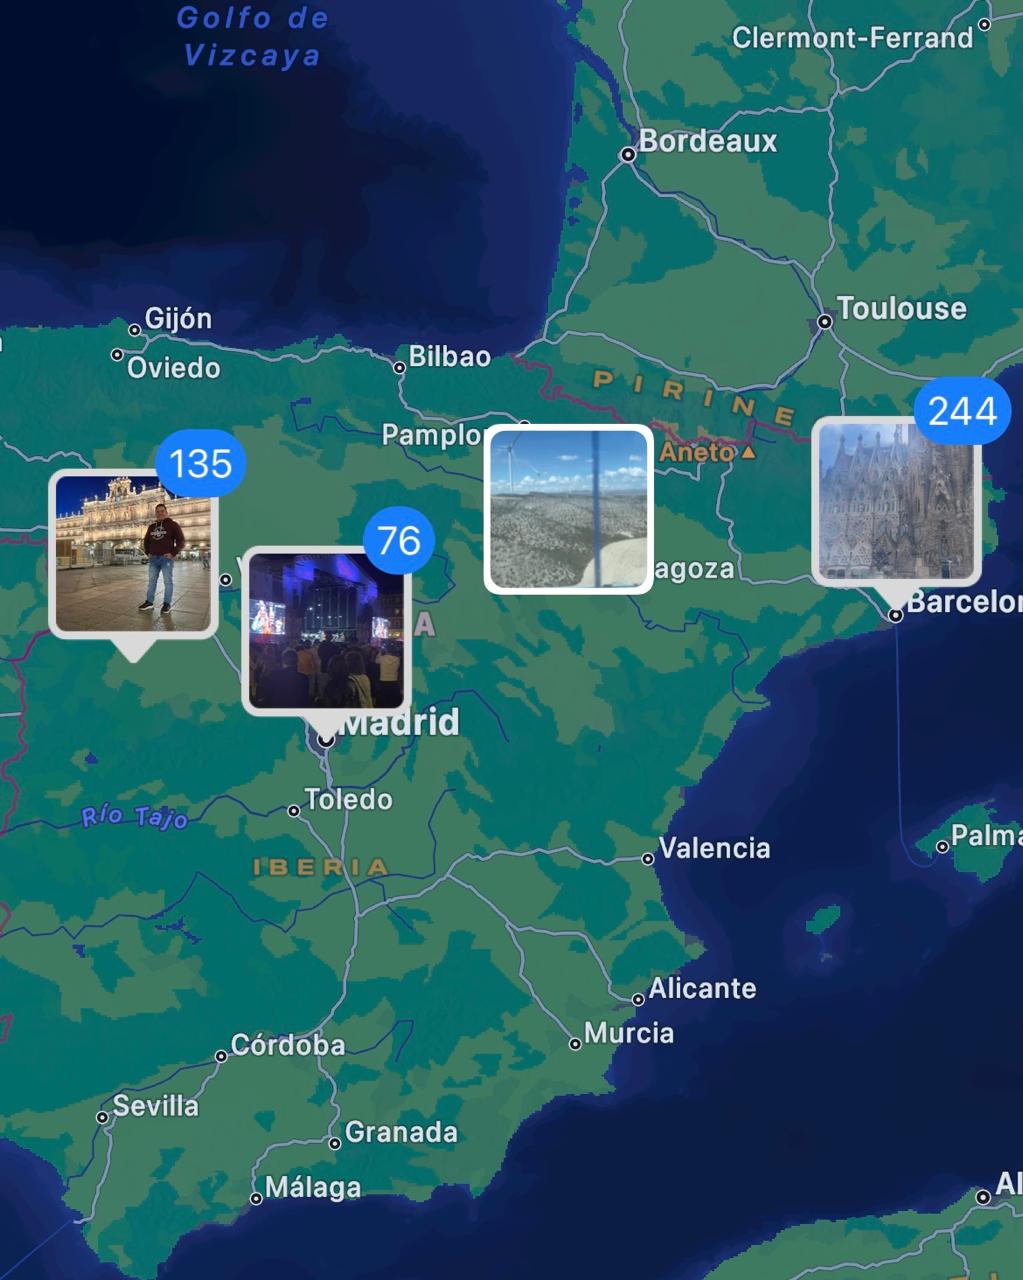 Golfo de
Vizcaya
Clermont-Ferrand
Bordeaux
Toulouse
Gijón
Oviedo
Bilbao
PIRINE
Pamplo
Aneto
244
135
76
agoza
Barcelon
A
Madrid
Toledo
Río Tajo
Palma
Valencia
IBERIA
Alicante
Murcia
Córdoba
Sevilla
Granada
Málaga
Al